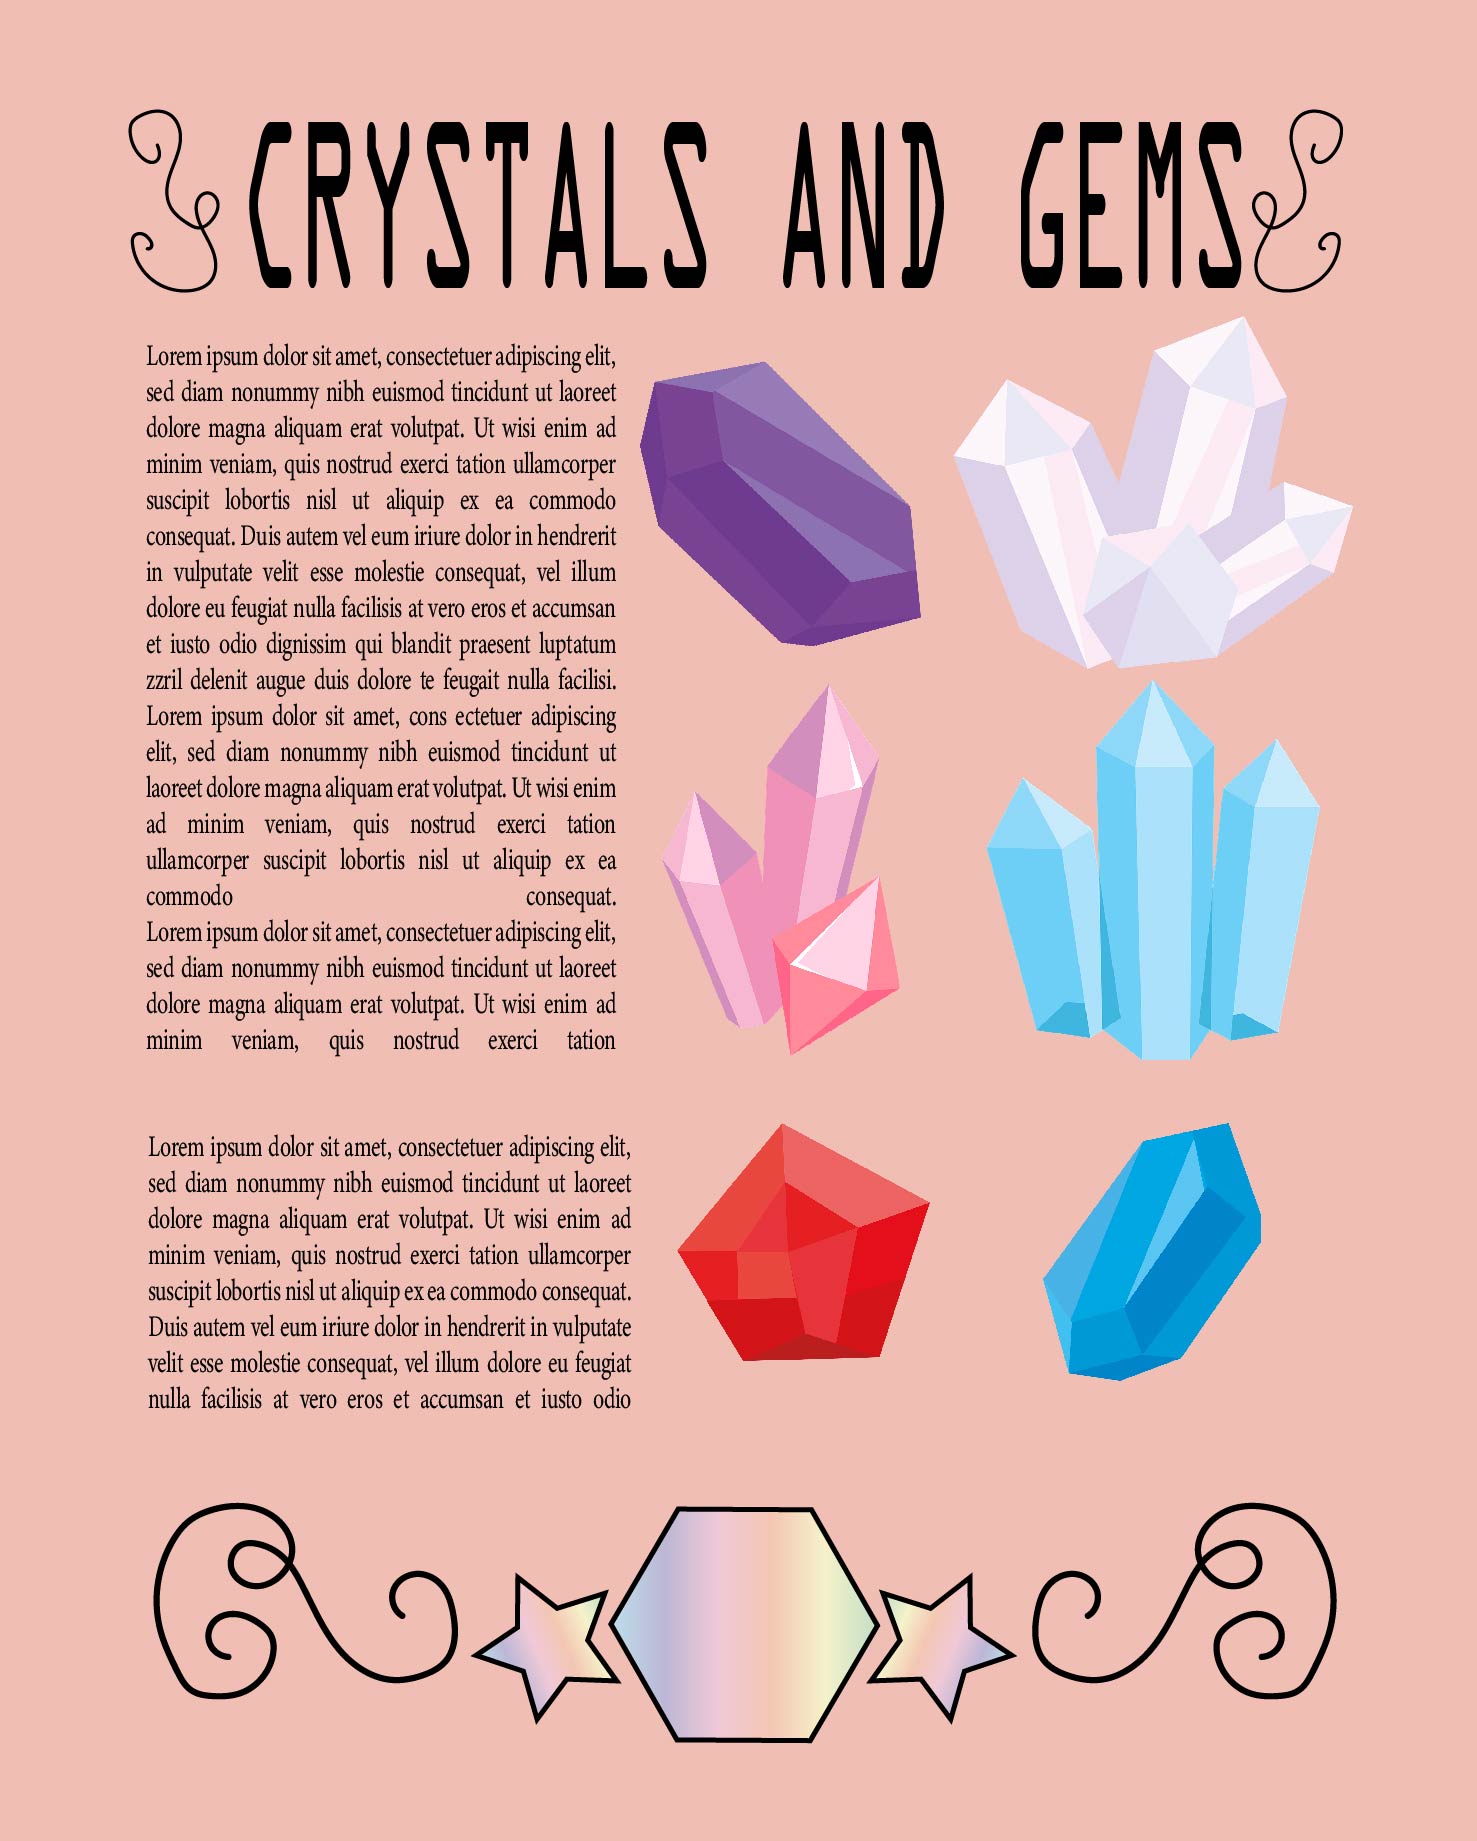 CRYSTALS AND GEMS
Lorem ipsum dolor sit amet, consectetuer adipiscing elit,
sed diam nonummy nibh euismod tincidunt ut laoreet
dolore magna aliquam erat volutpat. Ut wisi enim ad
minim veniam, quis nostrud exerci tation ullamcorper
suscipit lobortis nisl ut aliquip ex ea commodo
consequat. Duis autem vel eum iriure dolor in hendrerit
in vulputate velit esse molestie consequat, vel illum
dolore eu feugiat nulla facilisis at vero eros et accumsan
et iusto odio dignissim qui blandit praesent luptatum
zzril delenit augue duis dolore te feugait nulla facilisi.
Lorem ipsum dolor sit amet, cons ectetuer adipiscing
elit, sed diam nonummy nibh euismod tincidunt ut
laoreet dolore magna aliquam erat volutpat. Ut wisi enim
ad minim veniam, quis nostrud exerci tation
ullamcorper suscipit lobortis nisl ut aliquip ex ea
commodo consequat.
Lorem ipsum dolor sit amet, consectetuer adipiscing elit,
sed diam nonummy nibh euismod tincidunt ut laoreet
dolore magna aliquam erat volutpat. Ut wisi enim ad
minim veniam, quis nostrud exerci tation
Lorem ipsum dolor sit amet, consectetuer adipiscing elit,
sed diam nonummy nibh euismod tincidunt ut laoreet
dolore magna aliquam erat volutpat. Ut wisi enim ad
minim veniam, quis nostrud exerci tation ullamcorper
suscipit lobortis nisl ut aliquip ex ea commodo consequat.
Duis autem vel eum iriure dolor in hendrerit in vulputate
velit esse molestie consequat, vel illum dolore eu feugiat
nulla facilisis at vero eros et accumsan et iusto odio